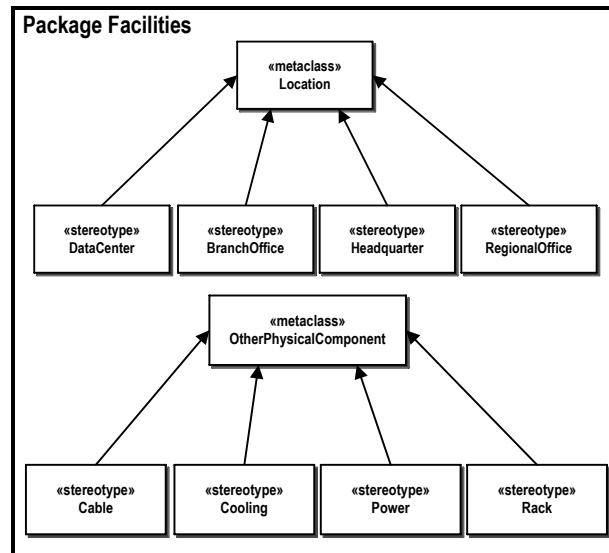 Package Facilities
«metaclass»
Location
«stereotype»
DataCenter
«stereotype»
BranchOffice
«stereotype»
Headquarter
«stereotype»
RegionalOffice
«metaclass»
OtherPhysicalComponent
«stereotype»
Cable
«stereotype»
Cooling
«stereotype»
Power
«stereotype»
Rack